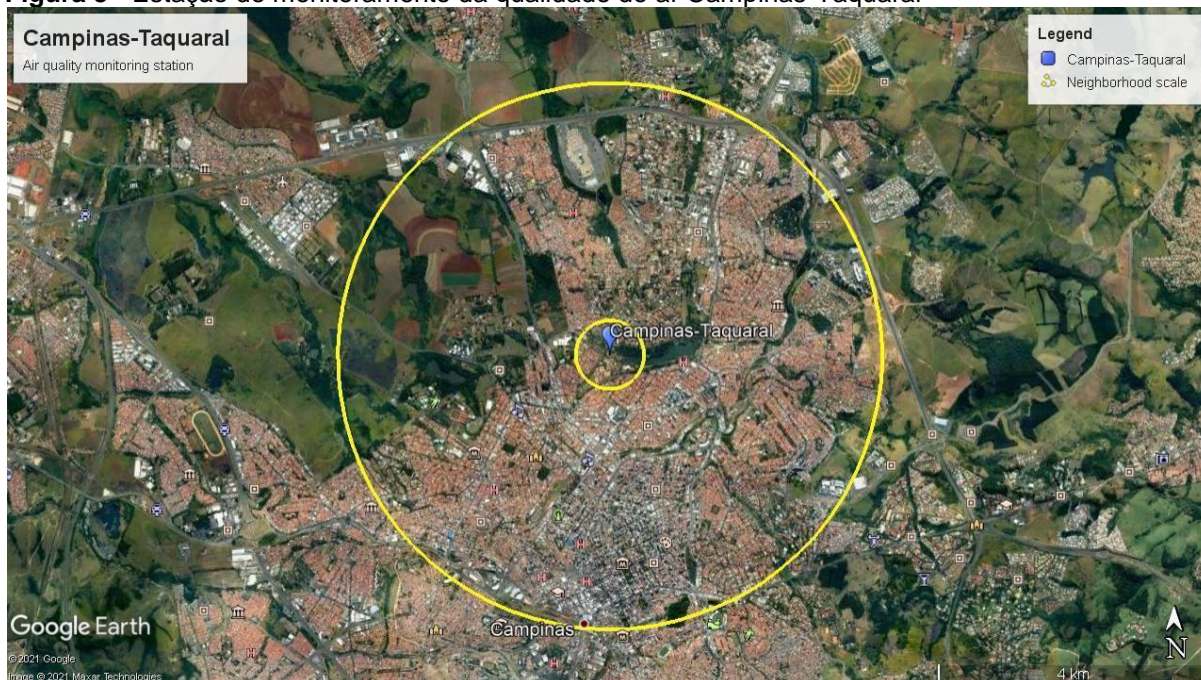 Campinas-Taquaral
Air quality monitoring station
Legend
Campinas-Taquaral
Neighborhood scale
Campinas-Taquaral
Campinas
Google Earth
©2021 Google
Image © 2021 Maxar Technologies
4 km
N